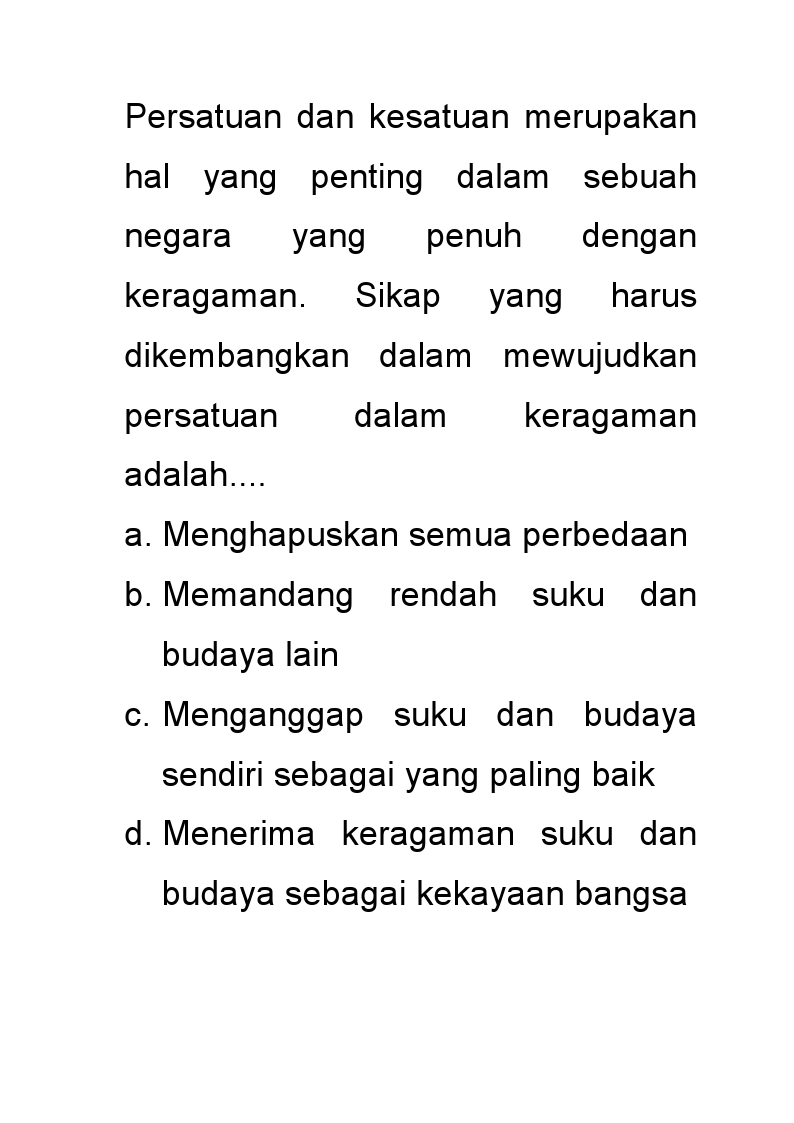 Persatuan dan kesatuan merupakan
hal yang penting dalam sebuah
negara yang penuh dengan
keragaman. Sikap yang harus
dikembangkan dalam mewujudkan
persatuan dalam keragaman
adalah....
a. Menghapuskan semua perbedaan
b. Memandang rendah suku dan
budaya lain
c. Menganggap suku dan budaya
sendiri sebagai yang paling baik
d. Menerima keragaman suku dan
budaya sebagai kekayaan bangsa